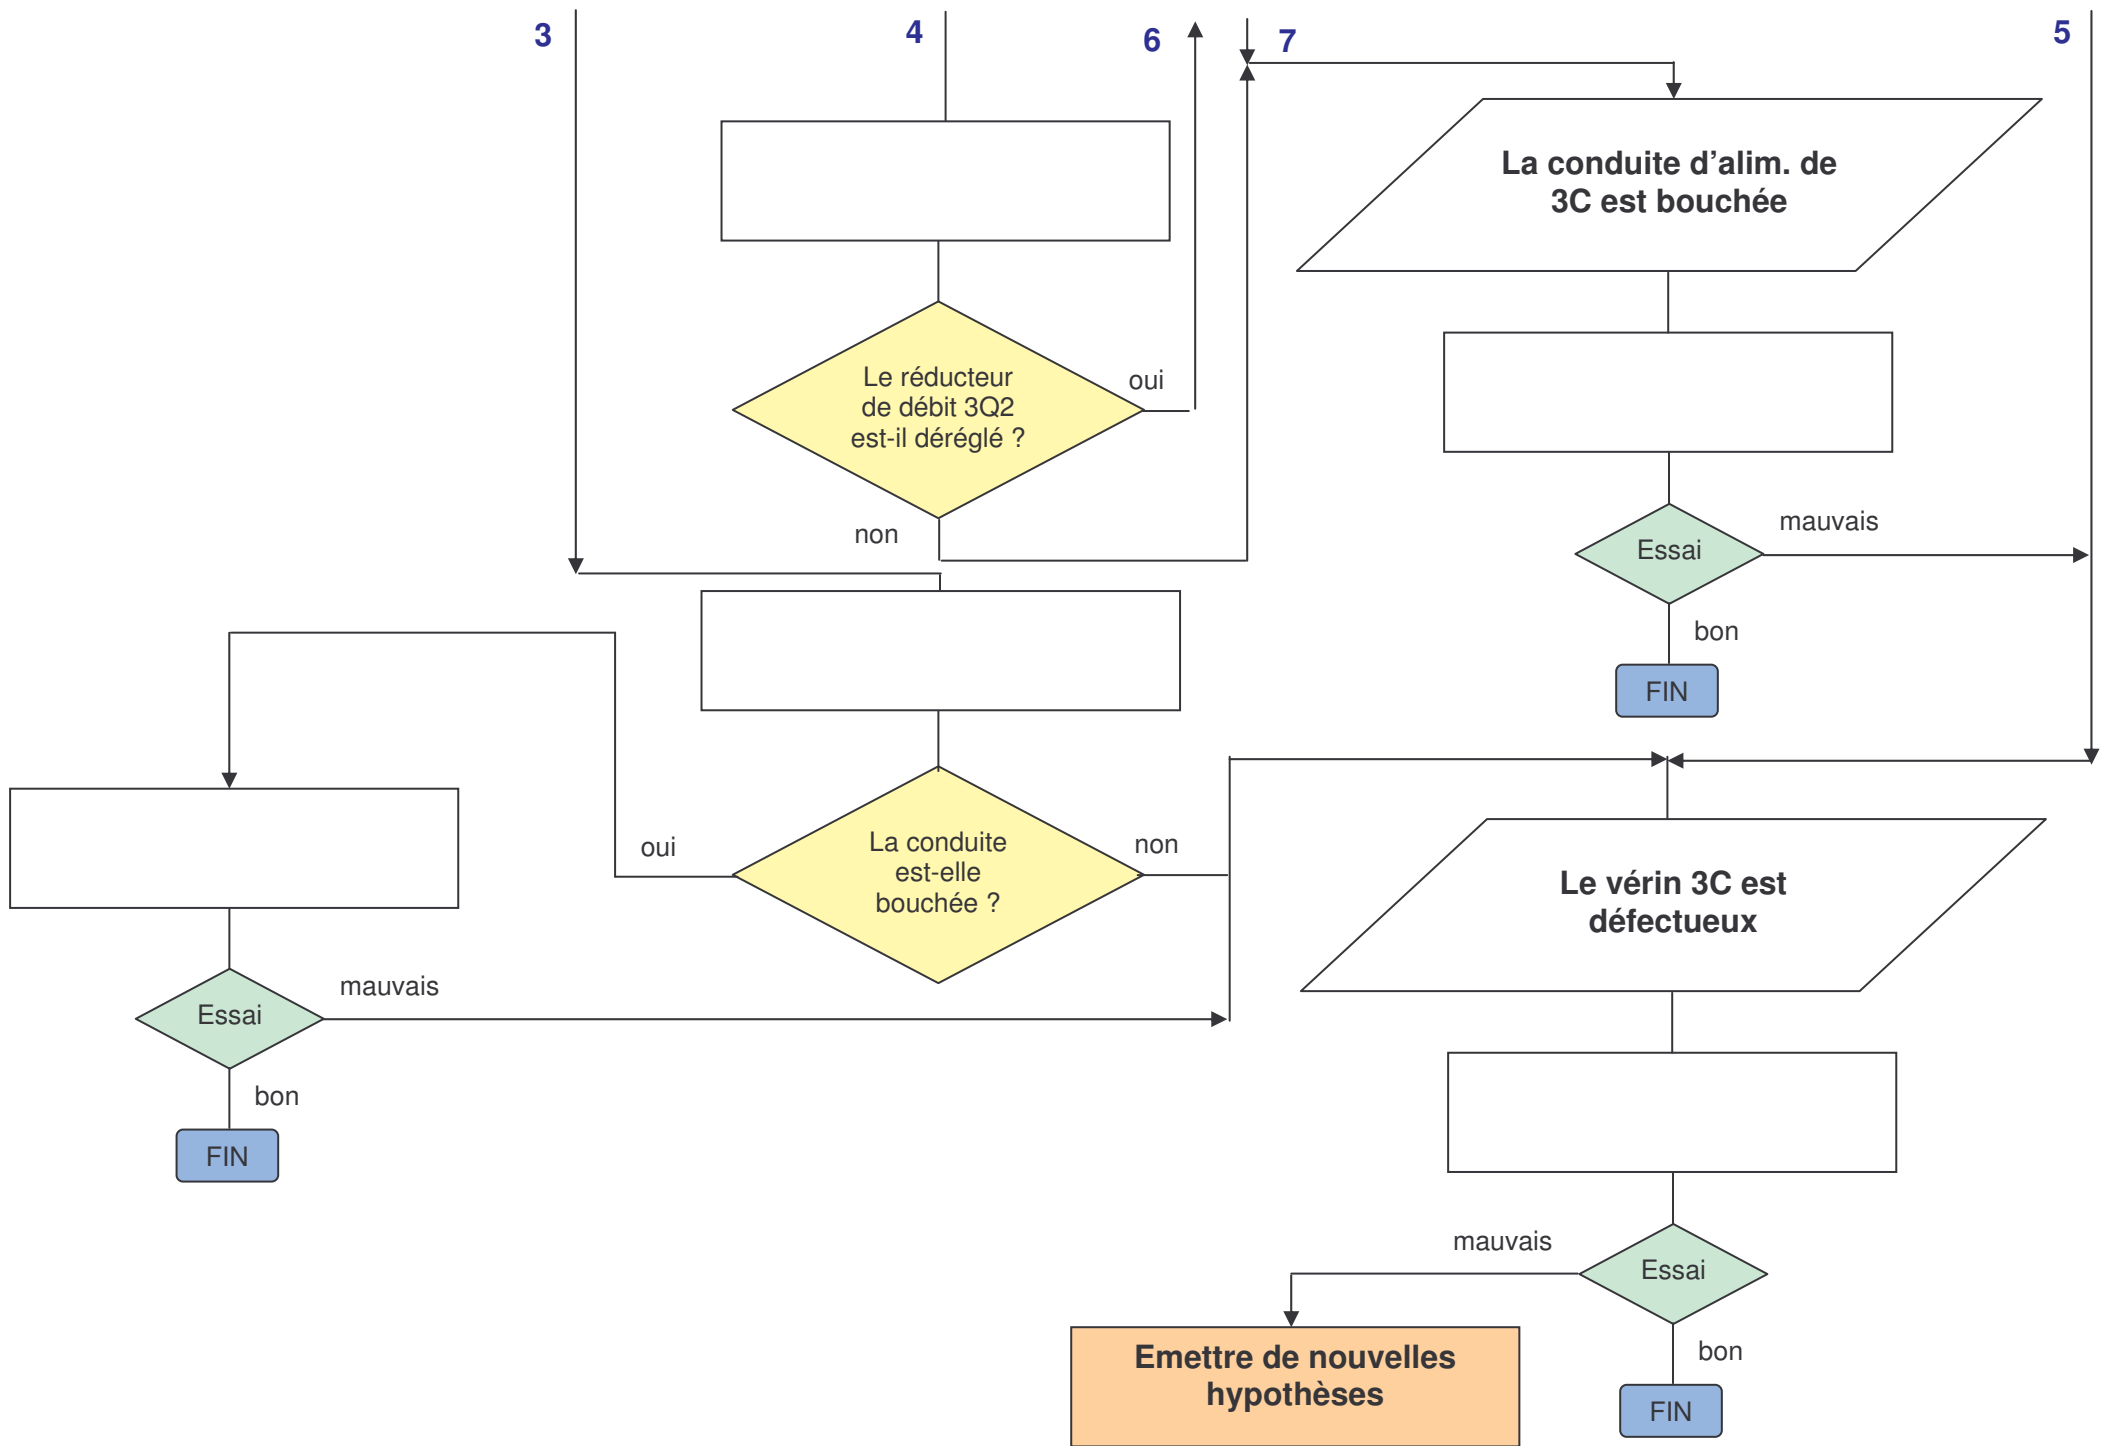 3
4
6
7
5
La conduite d’alim. de
3C est bouchée
Le réducteur
de débit 3Q2
est-il déréglé ?
oui
non
mauvais
Essai
bon
FIN
La conduite
est-elle
bouchée ?
oui
non
Le vérin 3C est
défectueux
mauvais
Essai
bon
FIN
mauvais
Essai
bon
FIN
Emettre de nouvelles
hypothèses